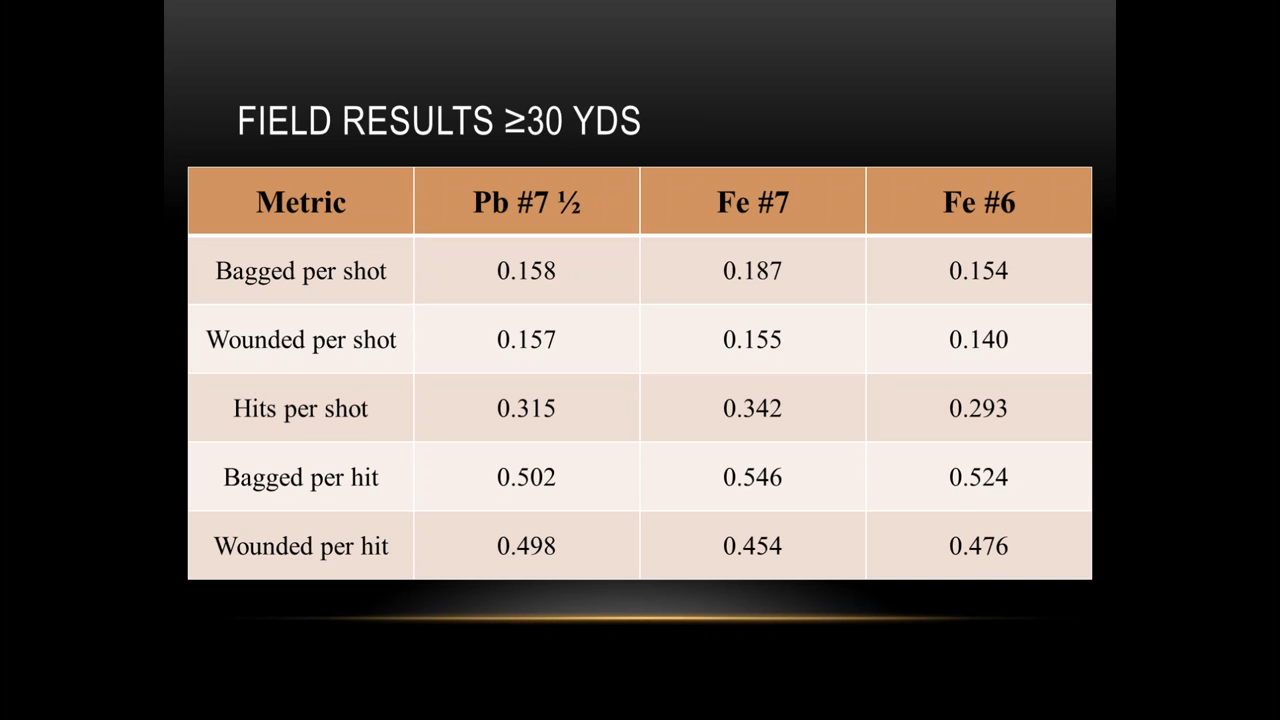 FIELD RESULTS ≥30 YDS
Metric Pb #7 ½ Fe #7 Fe #6
Bagged per shot 0.158 0.187 0.154
Wounded per shot 0.157 0.155 0.140
Hits per shot 0.315 0.342 0.293
Bagged per hit 0.502 0.546 0.524
Wounded per hit 0.498 0.454 0.476